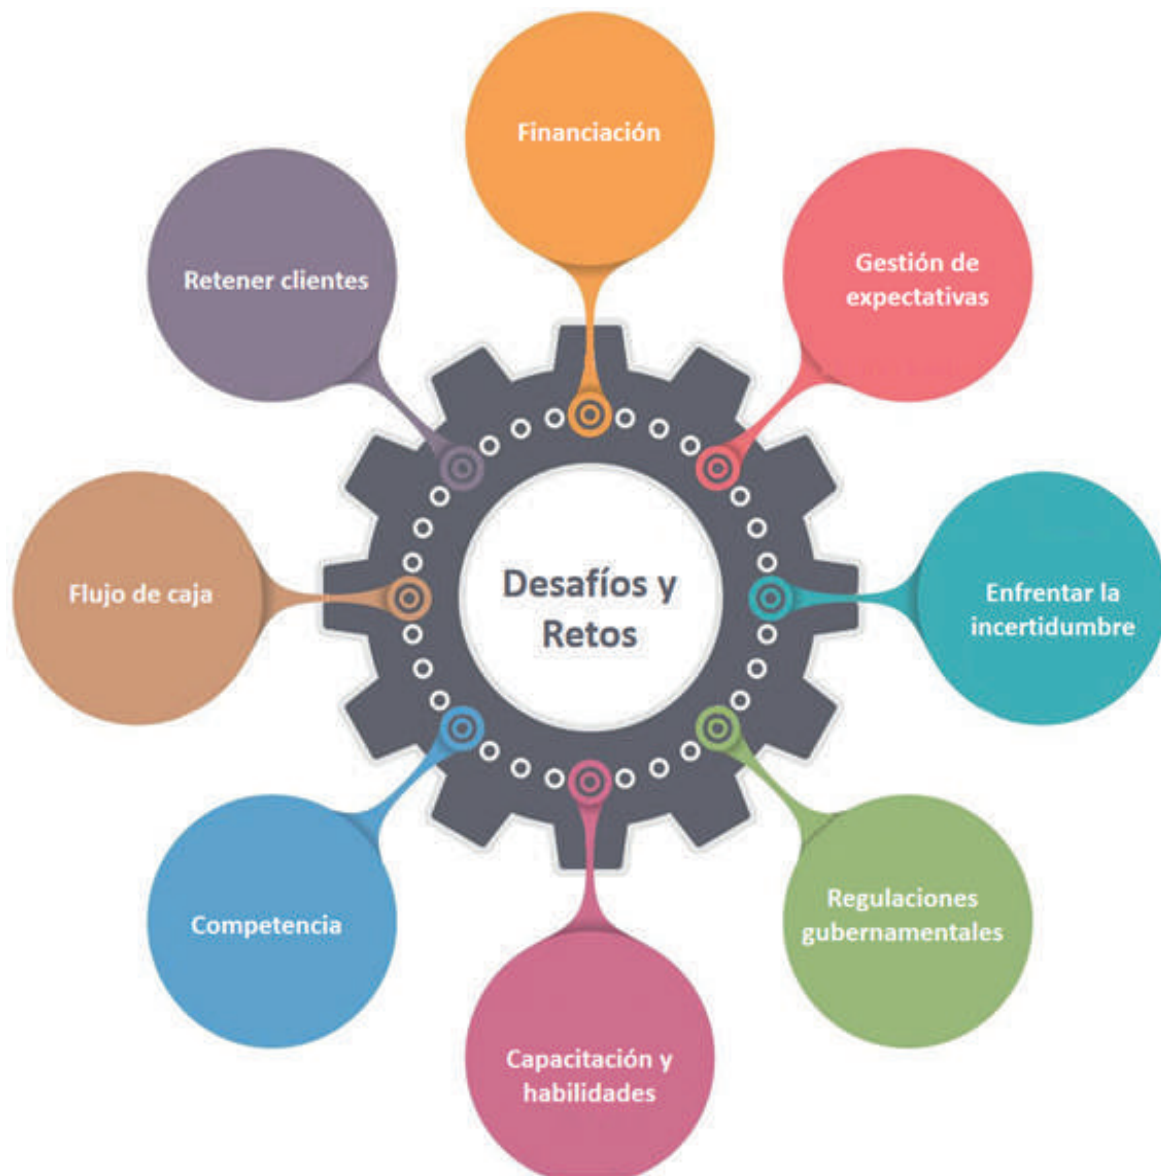 Financiación
Gestión de
expectativas
Retener clientes
Desafíos y
Retos
Flujo de caja
Enfrentar la
incertidumbre
Competencia
Regulaciones
gubernamentales
Capacitación y
habilidades